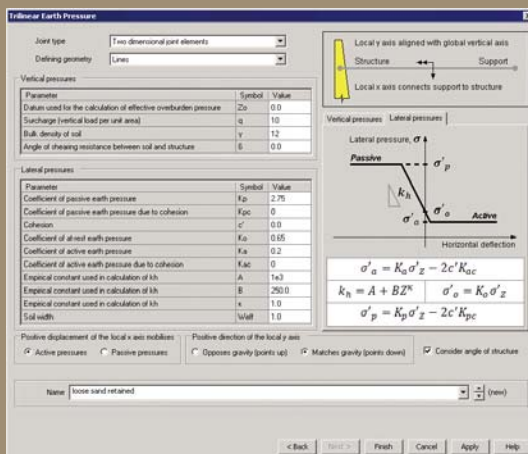 Trilinear Earth Pressure
Joint type Two dimensional joint elements
Defining geometry Lines
Vertical pressures
Parameter Symbol Value
Datum used for the calculation of effective overburden pressure Zo 0.0
Surcharge (vertical load per unit area) q 10
Bulk density of soil γ 12
Angle of shearing resistance between soil and structure δ 0.0
Lateral pressures
Parameter Symbol Value
Coefficient of passive earth pressure Kp 2.75
Coefficient of passive earth pressure due to cohesion Kpc 0
Cohesion c' 0.0
Coefficient of at-rest earth pressure Ko 0.65
Coefficient of active earth pressure Ka 0.2
Coefficient of active earth pressure due to cohesion Kac 0
Empirical constant used in calculation of kh A 1e3
Empirical constant used in calculation of kh B 250.0
Empirical constant used in calculation of kh κ 1.0
Soil width Weff 1.0
Local y axis aligned with global vertical axis
Structure Support
Local x axis connects support to structure
Vertical pressures Lateral pressures
Lateral pressure, σ
Passive σ'p
kh
σ'o
σ'a Active
Horizontal deflection
σ'a = Kaσ'z − 2c'Kac
kh = A + BZ^κ σ'o = Koσ'z
σ'p = Kpσ'z − 2c'Kpc
Positive displacement of the local x axis mobilises
Active pressures Passive pressures
Positive direction of the local y axis
Opposes gravity (points up) Matches gravity (points down)
Consider angle of structure
Name loose sand retained (new)
< Back Next > Finish Cancel Apply Help